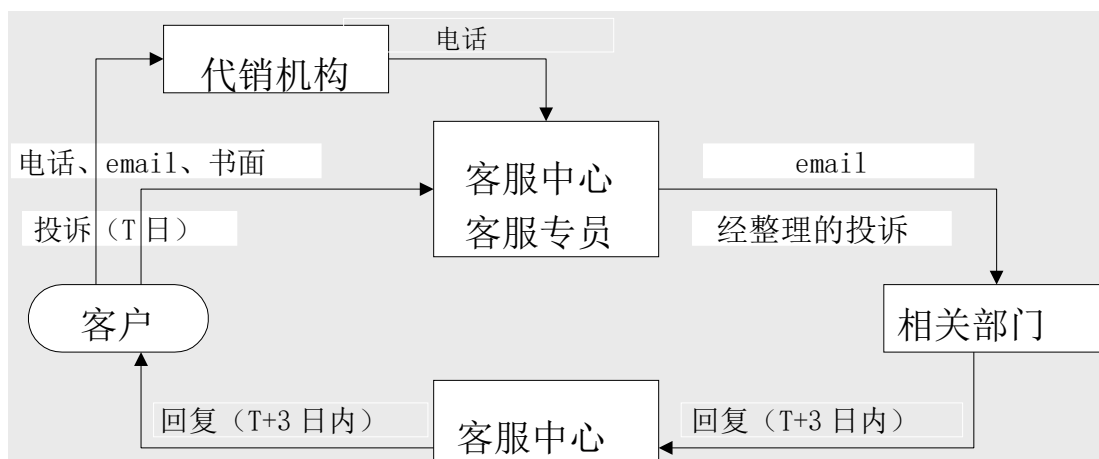 电话
代销机构
电话、email、书面
客服中心
客服专员
email
投诉（T 日）
经整理的投诉
客户
相关部门
回复（T+3 日内）
客服中心
回复（T+3 日内）